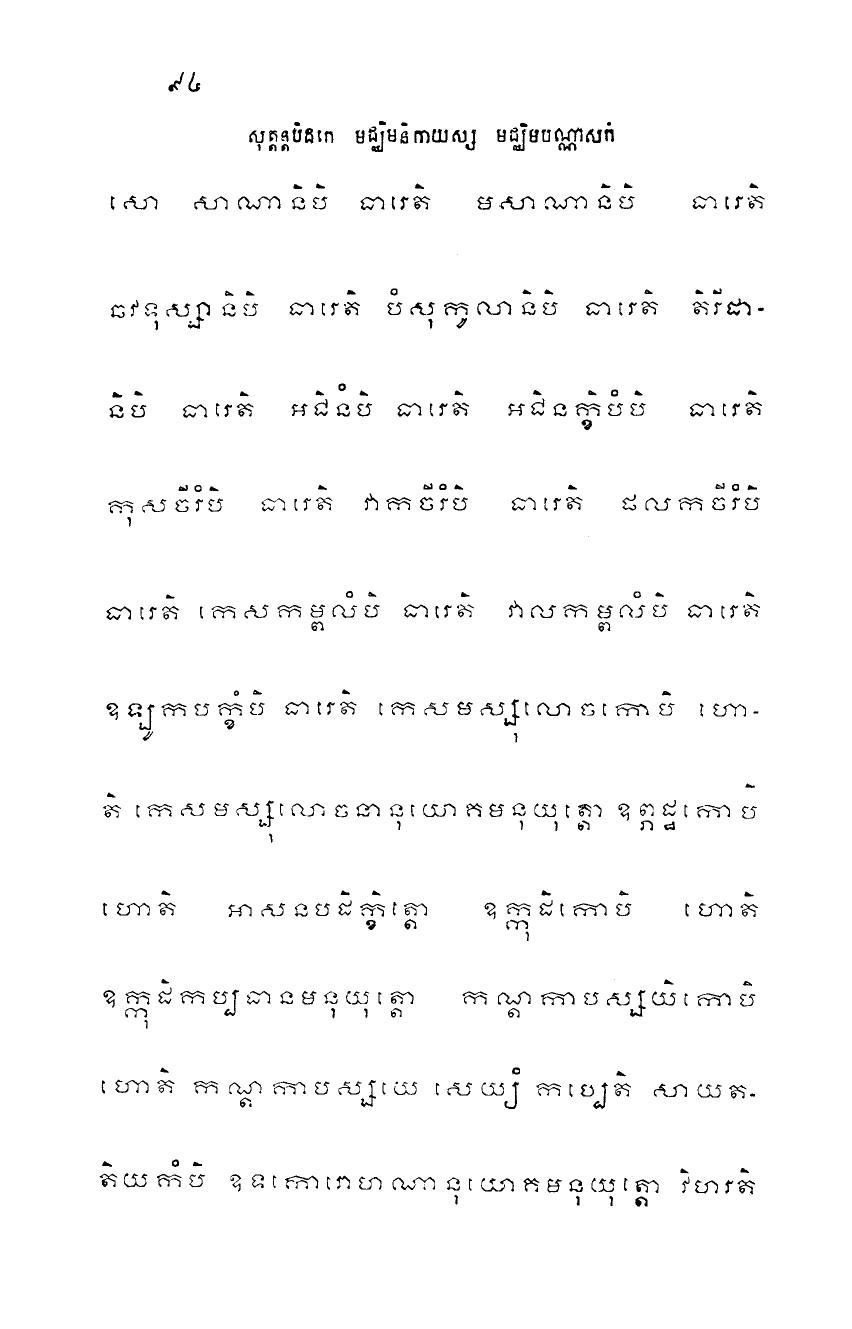 ៩៤
សុត្តន្តបិដកេ មជ្ឈិមនិកាយស្ស មជ្ឈិមបណ្ណាសកំ
សោ សាណានិបិ ធារេតិ មសាណានិបិ ធារេតិ
ឆវទុស្សានិបិ ធារេតិ បំសុកូលានិបិ ធារេតិ តិរីដា-
និបិ ធារេតិ អជិនំបិ ធារេតិ អជិនក្ខិបំបិ ធារេតិ
កុសចីរំបិ ធារេតិ វាកចីរំបិ ធារេតិ ផលកចីរំបិ
ធារេតិ កេសកម្ពលំបិ ធារេតិ វាលកម្ពលំបិ ធារេតិ
ឧឡូកបក្ខំបិ ធារេតិ កេសមស្សុលោចកោបិ ហោ-
តិ កេសមស្សុលោចនានុយោគមនុយុត្តោ ឧព្ភដ្ឋកោបិ
ហោតិ អាសនបដិក្ខិត្តោ ឧក្កុដិកោបិ ហោតិ
ឧក្កុដិកប្បធានមនុយុត្តោ កណ្ដកាបស្សយិកោបិ
ហោតិ កណ្ដកាបស្សយេ សេយ្យំ កប្បេតិ សាយត-
តិយកំបិ ឧទកោរោហណានុយោគមនុយុត្តោ វិហរតិ